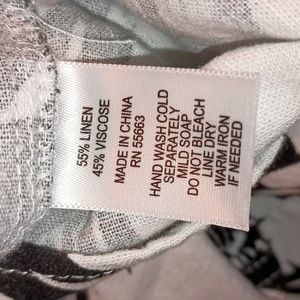 55% LINEN
45% VISCOSE
MADE IN CHINA
RN 55663
HAND WASH COLD
SEPARATELY
MILD SOAP
DO NOT BLEACH
LINE DRY
WARM IRON
IF NEEDED